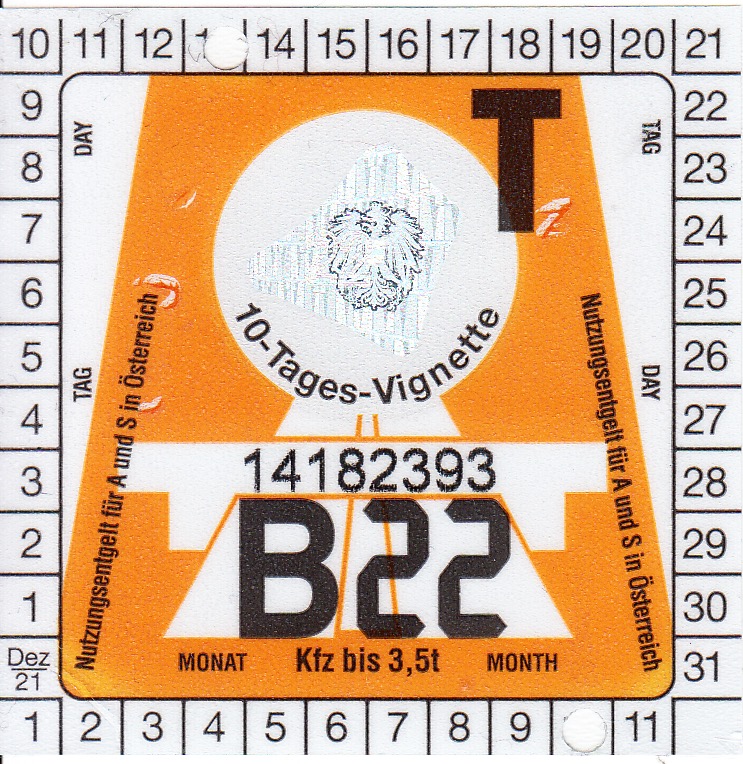 10 11 12 14 15 16 17 18 19 20 21
9
8
7
6
5
4
3
2
1
Dez
21
22
23
24
25
26
27
28
29
30
31
DAY
TAG
TAG
DAY
T
10-Tages-Vignette
Nutzungsentgelt für A und S in Österreich
Nutzungsentgelt für A und S in Österreich
14182393
B22
MONAT Kfz bis 3,5t MONTH
1 2 3 4 5 6 7 8 9 11